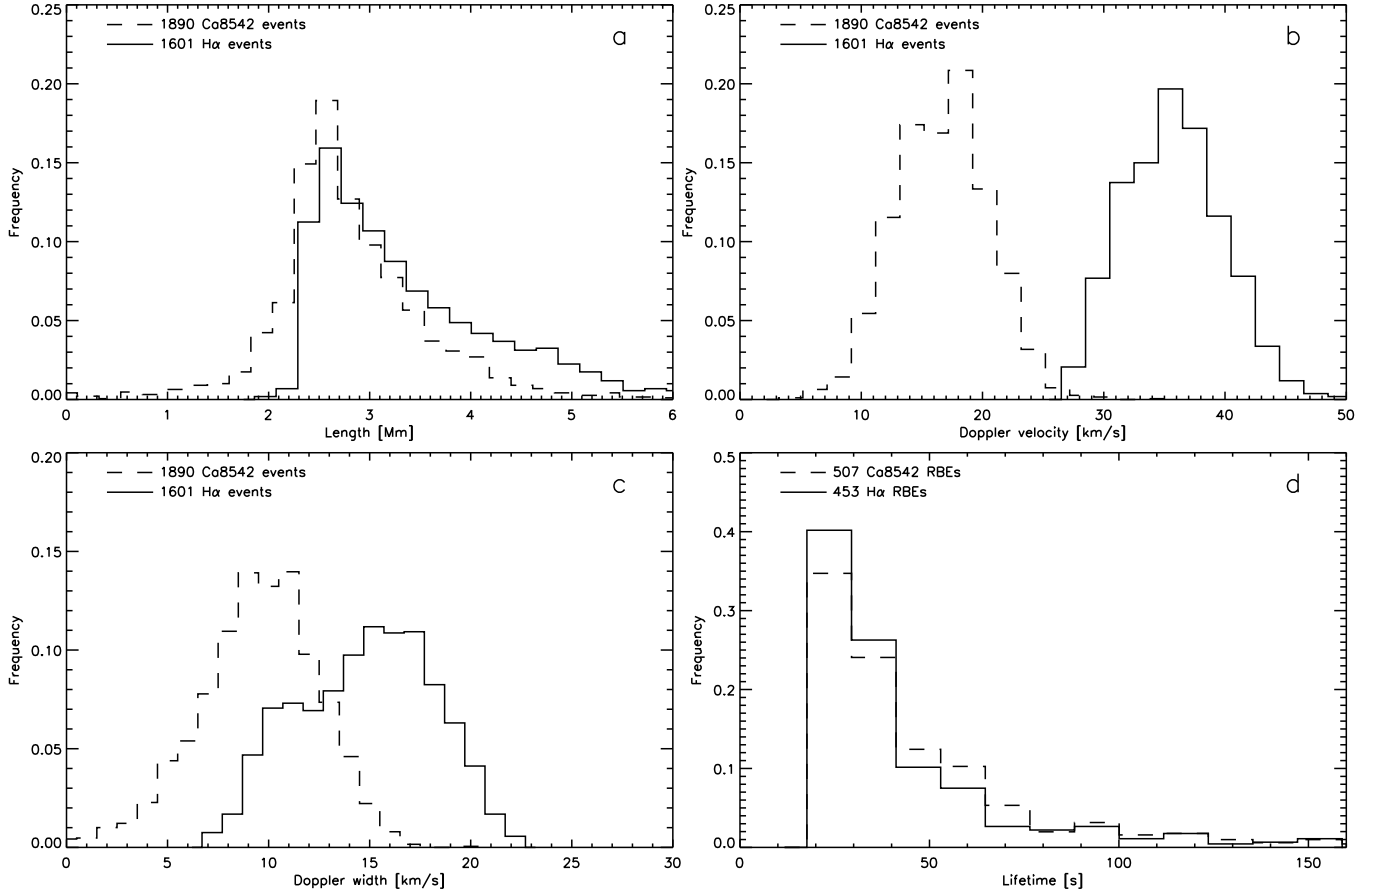 0.25
1890 Ca8542 events
1601 Hα events
a
0.20
0.15
0.10
0.05
0.00
Frequency
0 1 2 3 4 5 6
Length [Mm]
0.25
1890 Ca8542 events
1601 Hα events
b
0.20
0.15
0.10
0.05
0.00
Frequency
0 10 20 30 40 50
Doppler velocity [km/s]
0.20
1890 Ca8542 events
1601 Hα events
c
0.15
0.10
0.05
0.00
Frequency
0 5 10 15 20 25 30
Doppler width [km/s]
0.5
507 Ca8542 RBEs
453 Hα RBEs
d
0.4
0.3
0.2
0.1
0.0
Frequency
0 50 100 150
Lifetime [s]